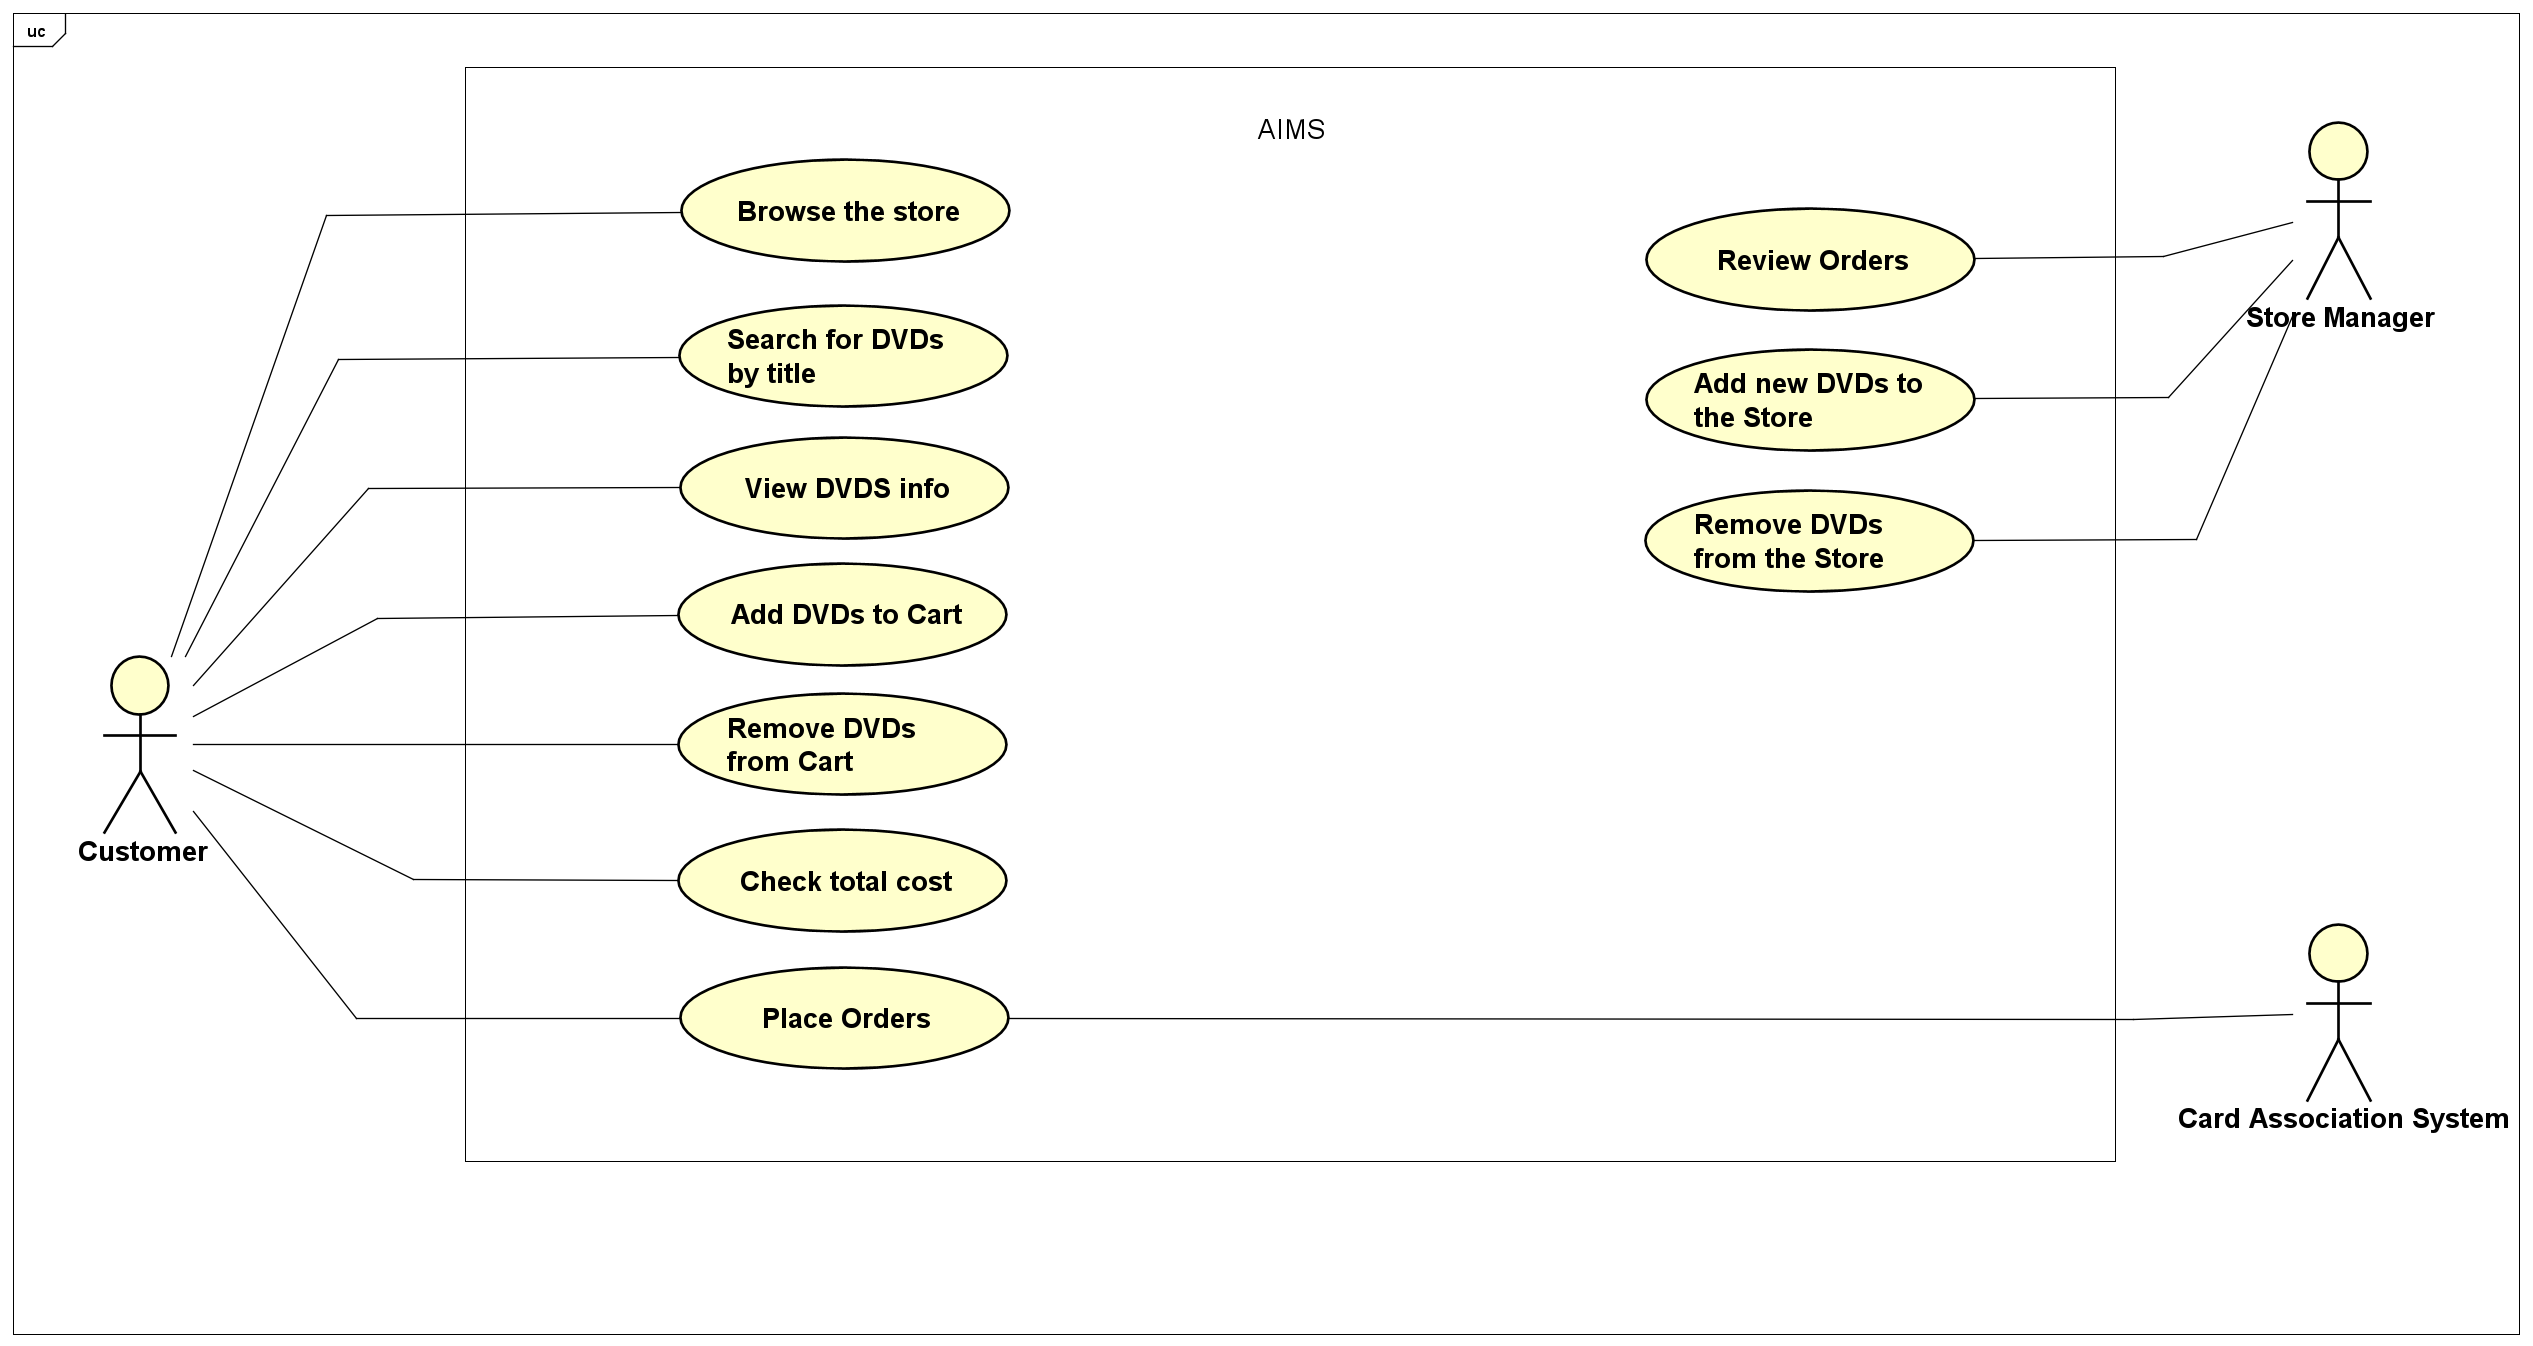 uc
AIMS
Browse the store
Search for DVDs
by title
View DVDS info
Add DVDs to Cart
Remove DVDs
from Cart
Check total cost
Place Orders
Review Orders
Add new DVDs to
the Store
Remove DVDs
from the Store
Customer
Store Manager
Card Association System